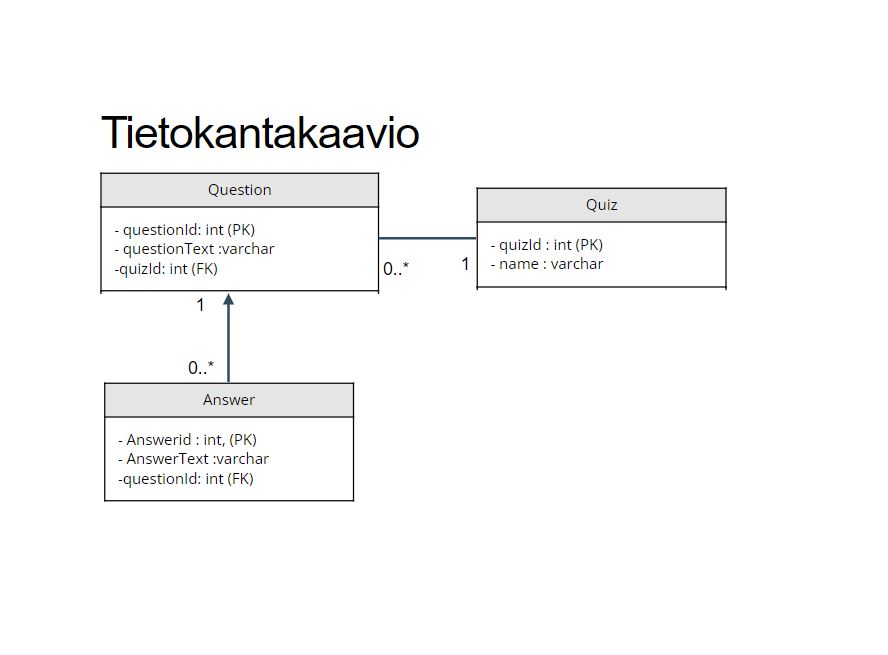 Tietokantakaavio
Question
- questionId: int (PK)
- questionText :varchar
-quizId: int (FK)
Quiz
- quizId : int (PK)
- name : varchar
0..*
1
1
0..*
Answer
- Answerid : int, (PK)
- AnswerText :varchar
-questionId: int (FK)